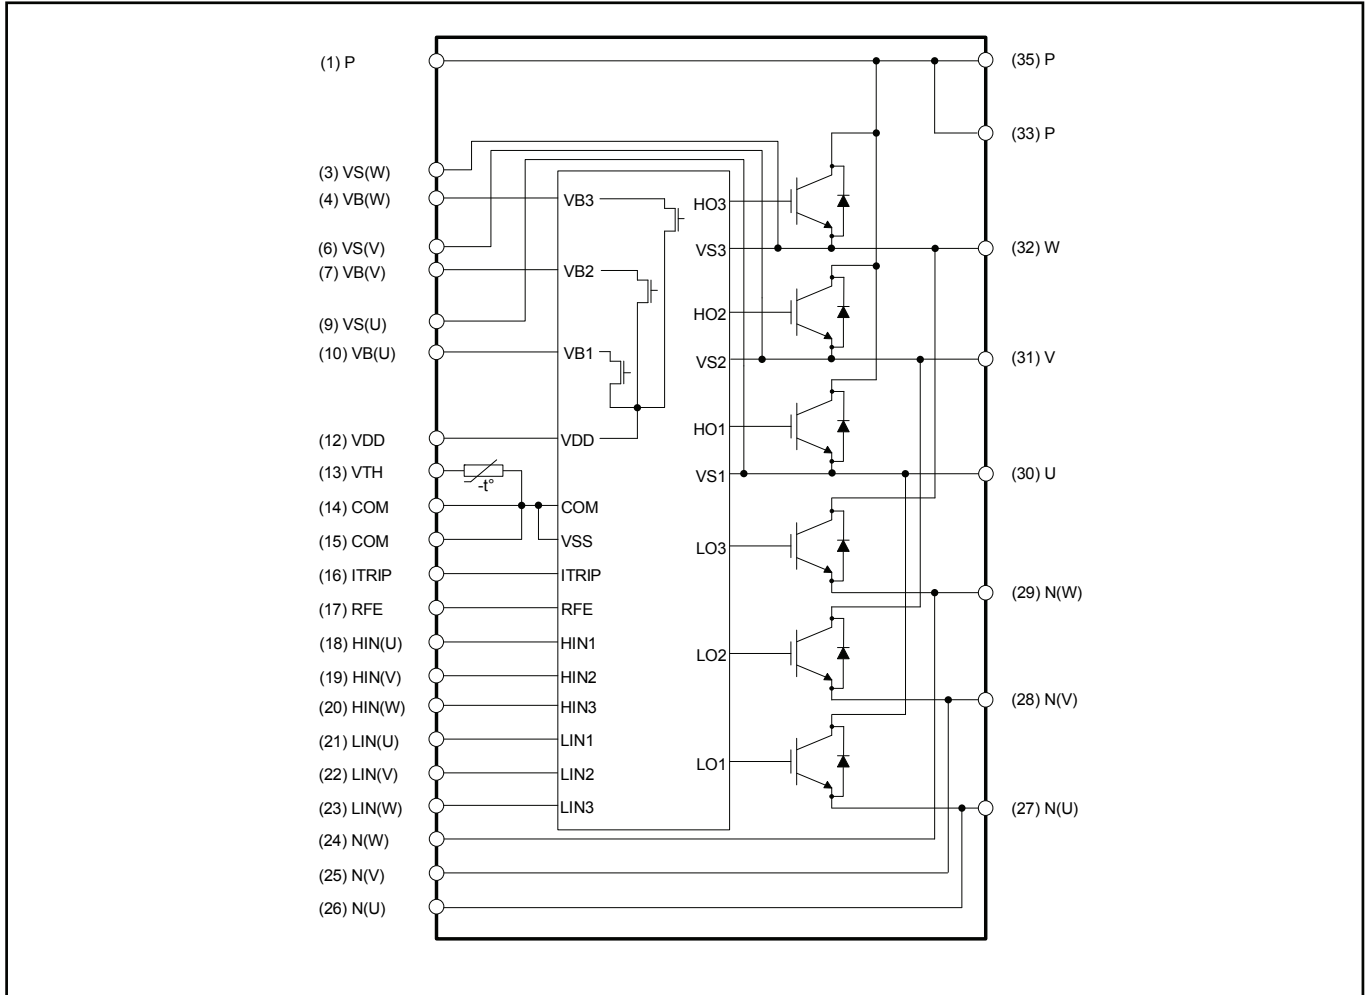 (1) P
(3) VS(W)
(4) VB(W)
(6) VS(V)
(7) VB(V)
(9) VS(U)
(10) VB(U)
(12) VDD
(13) VTH
-t°
(14) COM
(15) COM
(16) ITRIP
(17) RFE
(18) HIN(U)
(19) HIN(V)
(20) HIN(W)
(21) LIN(U)
(22) LIN(V)
(23) LIN(W)
(24) N(W)
(25) N(V)
(26) N(U)
VB3
VB2
VB1
VDD
COM
VSS
ITRIP
RFE
HIN1
HIN2
HIN3
LIN1
LIN2
LIN3
HO3
VS3
HO2
VS2
HO1
VS1
LO3
LO2
LO1
(35) P
(33) P
(32) W
(31) V
(30) U
(29) N(W)
(28) N(V)
(27) N(U)